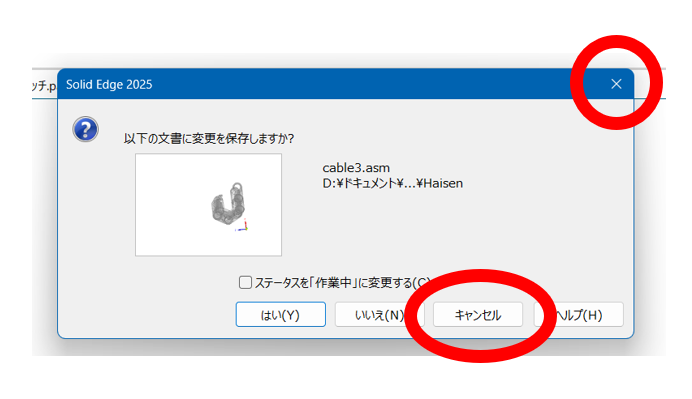 ッチ.p
Solid Edge 2025
以下の文書に変更を保存しますか?
cable3.asm
D:¥ドキュメント¥...¥Haisen
ステータスを「作業中」に変更する(C)
はい(Y)
いいえ(N)
キャンセル
ヘルプ(H)